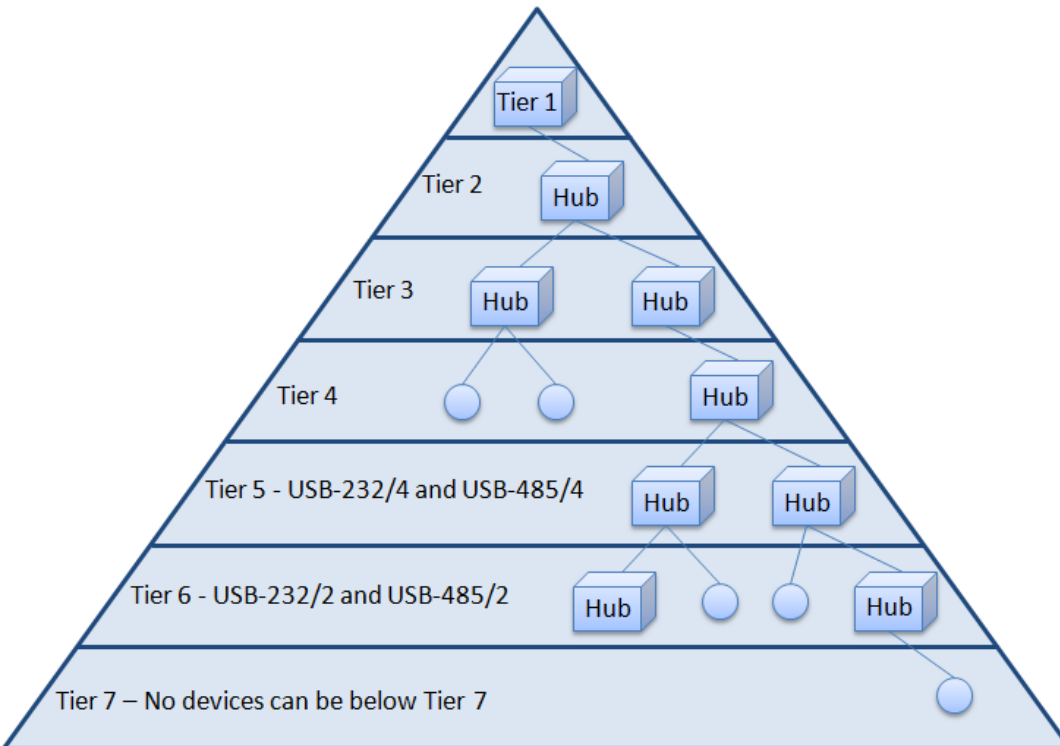 Tier 1
Tier 2
Hub
Tier 3
Hub
Hub
Tier 4
Hub
Tier 5 - USB-232/4 and USB-485/4
Hub
Hub
Tier 6 - USB-232/2 and USB-485/2
Hub
Hub
Tier 7 – No devices can be below Tier 7